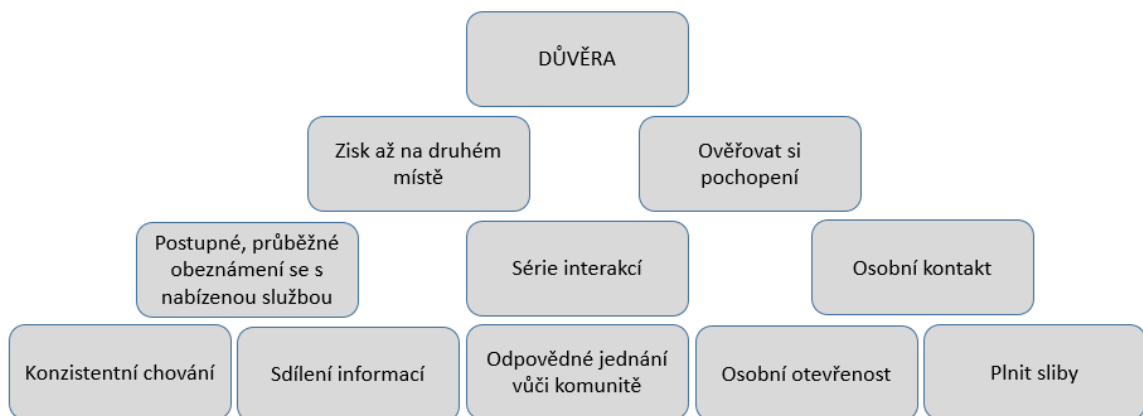 DŮVĚRA
Zisk až na druhém
místě
Ověřovat si
pochopení
Postupné, průběžné
obeznámení se s
nabízenou službou
Série interakcí
Osobní kontakt
Konzistentní chování
Sdílení informací
Odpovědné jednání
vůči komunitě
Osobní otevřenost
Plnit sliby